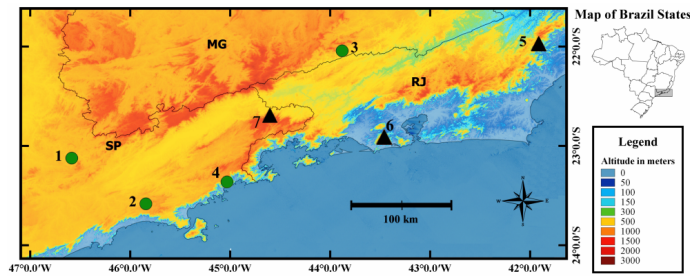 Map of Brazil States
MG
3
5
22°0.0'S
RJ
7
6
SP
1
23°0.0'S
4
2
100 km
24°0.0'S
47°0.0'W
46°0.0'W
45°0.0'W
44°0.0'W
43°0.0'W
42°0.0'W
Legend
Altitude in meters
0
50
100
150
300
500
1000
1500
2000
3000